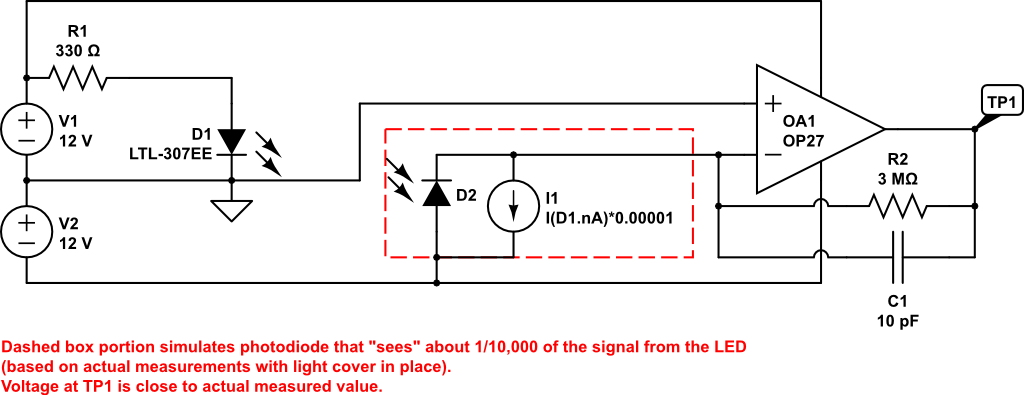 R1
330 Ω
TP1
V1
12 V
D1
LTL-307EE
OA1
OP27
R2
3 MΩ
D2
I1
I(D1.nA)*0.00001
V2
12 V
C1
10 pF
Dashed box portion simulates photodiode that "sees" about 1/10,000 of the signal from the LED
(based on actual measurements with light cover in place).
Voltage at TP1 is close to actual measured value.